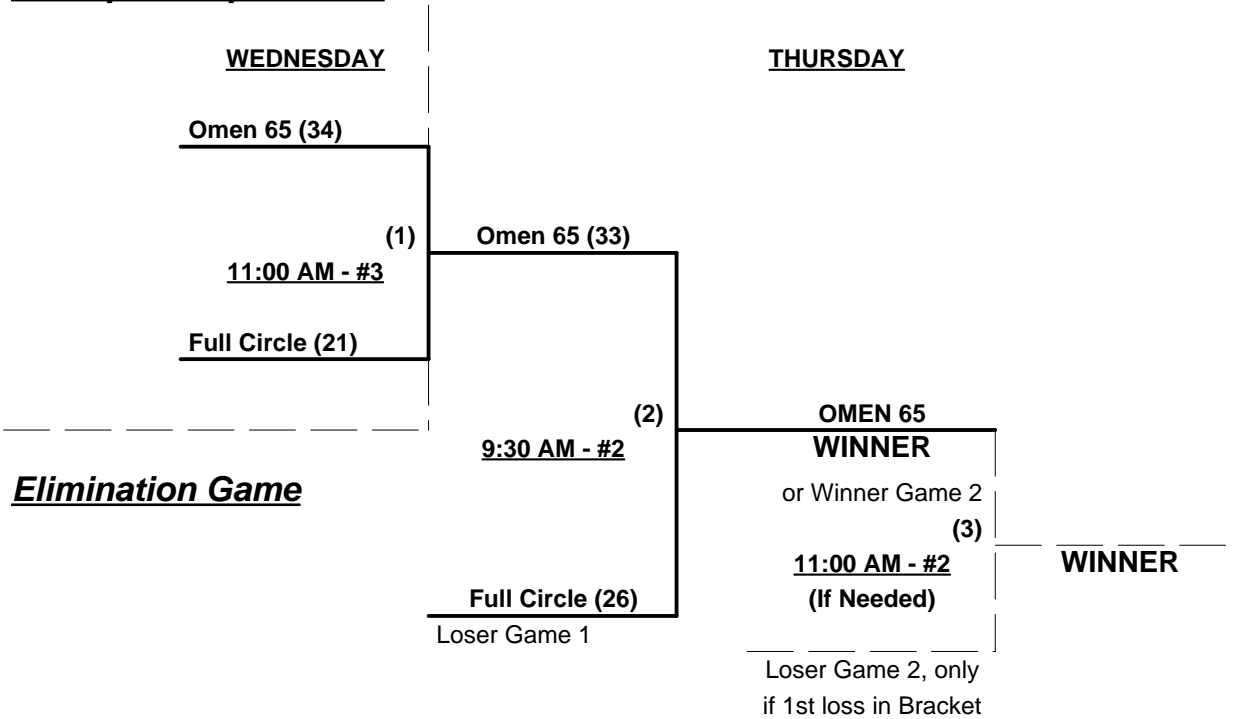 WEDNESDAY
THURSDAY
Omen 65 (34)
(1)
11:00 AM - #3
Full Circle (21)
Omen 65 (33)
(2)
9:30 AM - #2
Elimination Game
Full Circle (26)
Loser Game 1
OMEN 65
WINNER
or Winner Game 2
(3)
11:00 AM - #2
(If Needed)
WINNER
Loser Game 2, only
if 1st loss in Bracket